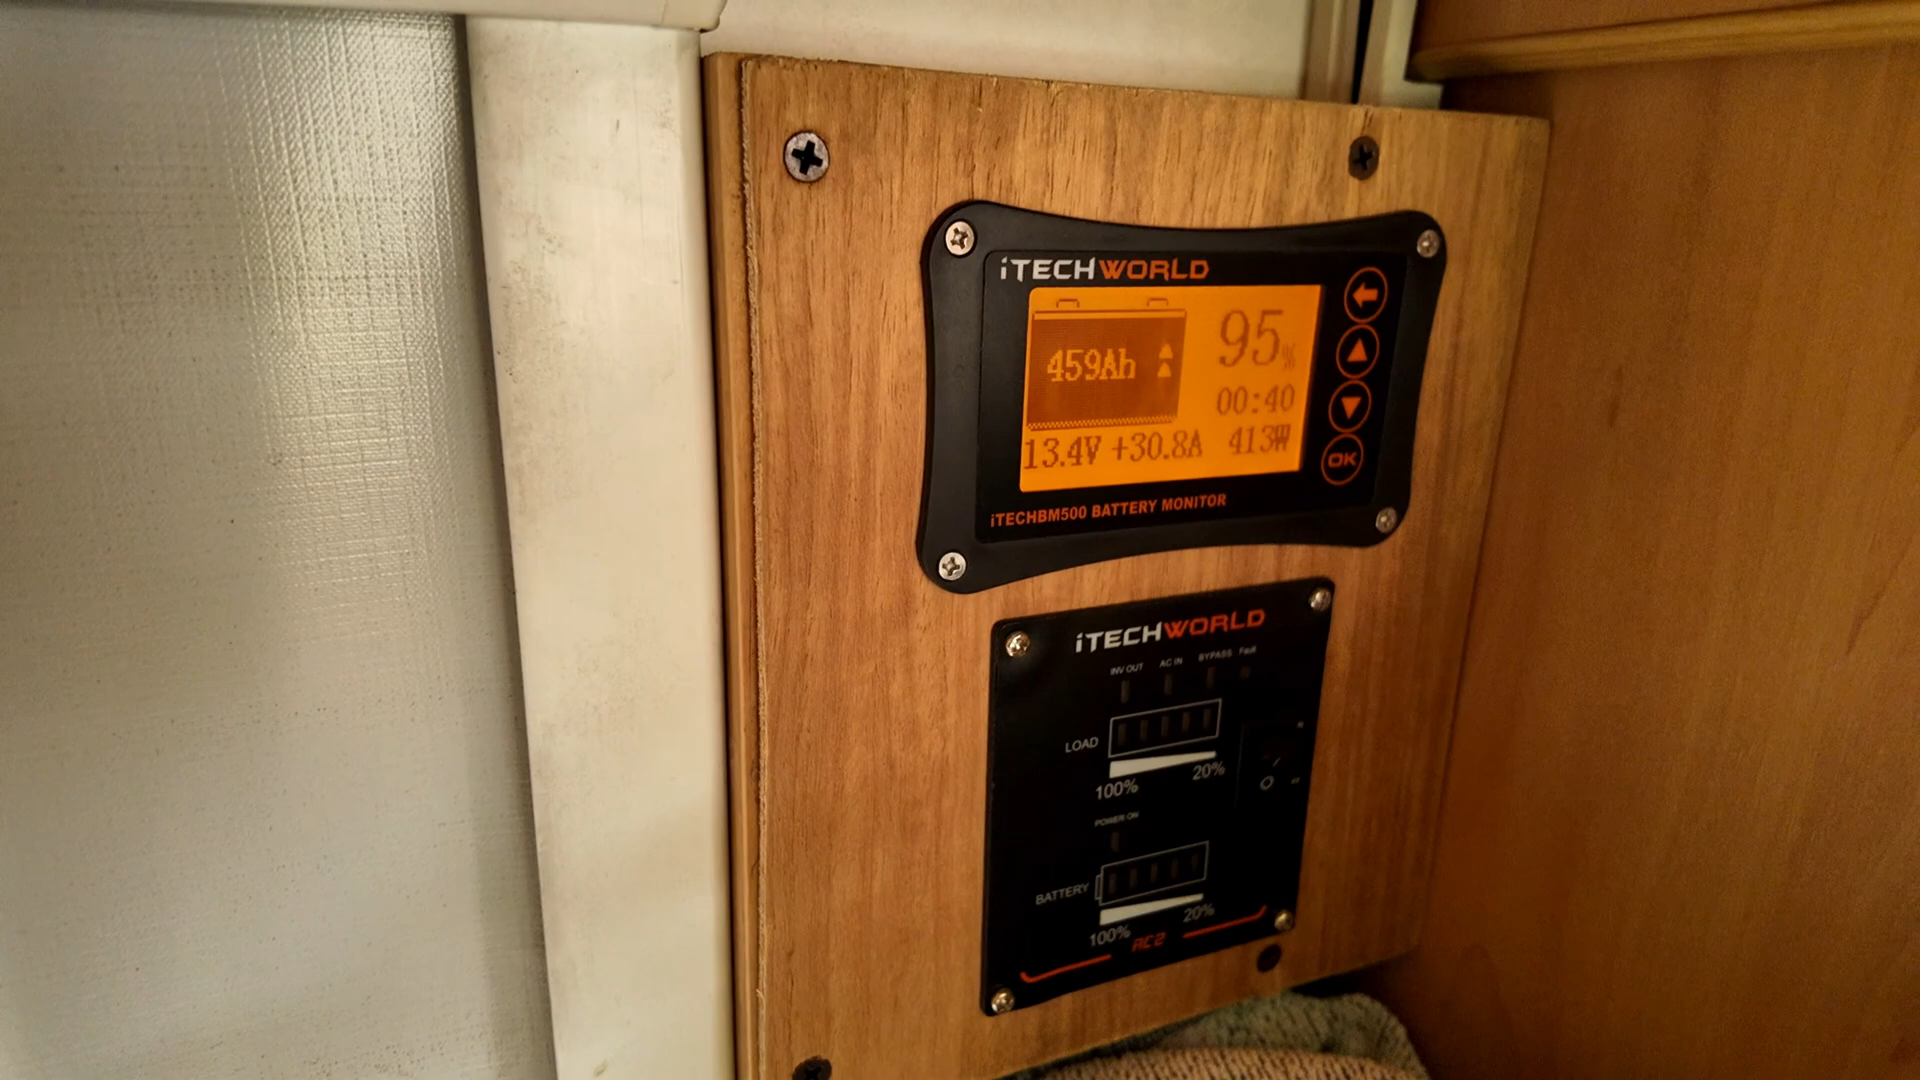 iTECHWORLD
459Ah
95%
00:40
13.4V +30.8A 413W
OK
iTECHBM500 BATTERY MONITOR
iTECHWORLD
INV OUT AC IN BYPASS Fault
LOAD
100% 20%
POWER ON
BATTERY
100% 20%
RC2